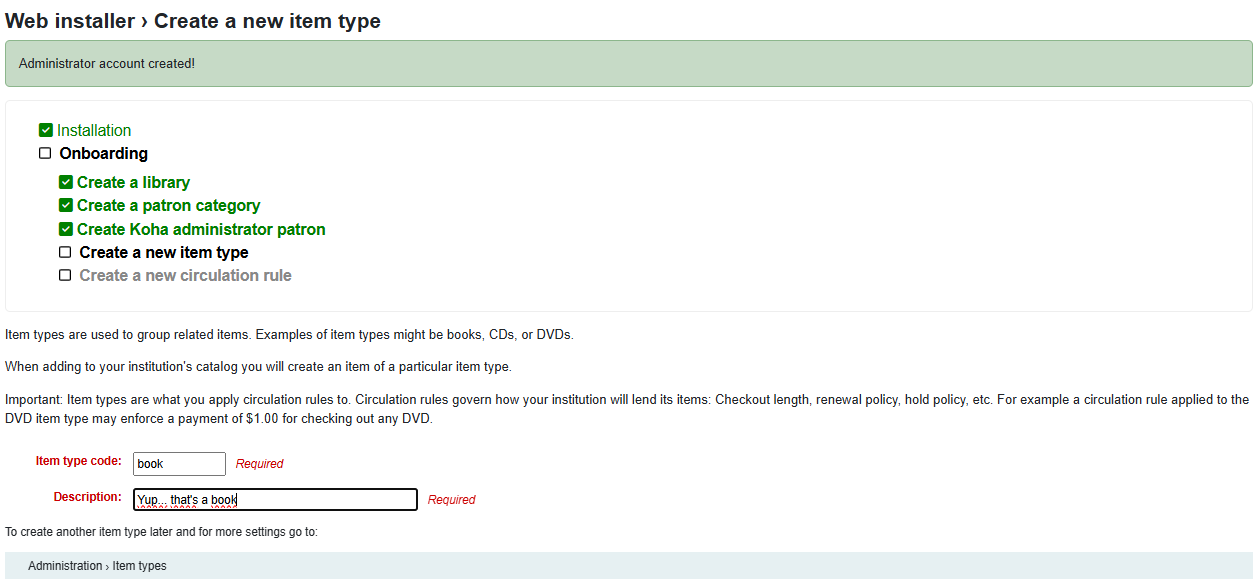 Web installer › Create a new item type
Administrator account created!
Installation
Onboarding
Create a library
Create a patron category
Create Koha administrator patron
Create a new item type
Create a new circulation rule
Item types are used to group related items. Examples of item types might be books, CDs, or DVDs.
When adding to your institution's catalog you will create an item of a particular item type.
Important: Item types are what you apply circulation rules to. Circulation rules govern how your institution will lend its items: Checkout length, renewal policy, hold policy, etc. For example a circulation rule applied to the
DVD item type may enforce a payment of $1.00 for checking out any DVD.
Item type code: book Required
Description: Yup... that's a book Required
To create another item type later and for more settings go to:
Administration › Item types